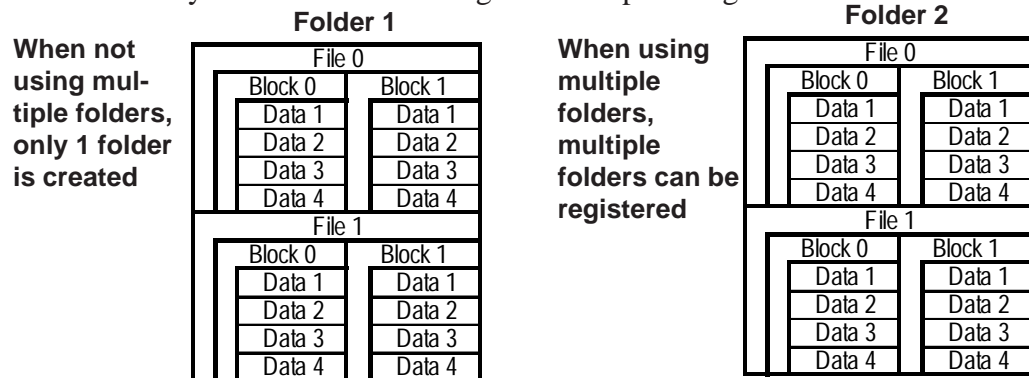 Folder 1
When not
using mul-
tiple folders,
only 1 folder
is created
File 0
Block 0 Block 1
Data 1 Data 1
Data 2 Data 2
Data 3 Data 3
Data 4 Data 4
File 1
Block 0 Block 1
Data 1 Data 1
Data 2 Data 2
Data 3 Data 3
Data 4 Data 4
Folder 2
When using
multiple
folders,
multiple
folders can be
registered
File 0
Block 0 Block 1
Data 1 Data 1
Data 2 Data 2
Data 3 Data 3
Data 4 Data 4
File 1
Block 0 Block 1
Data 1 Data 1
Data 2 Data 2
Data 3 Data 3
Data 4 Data 4